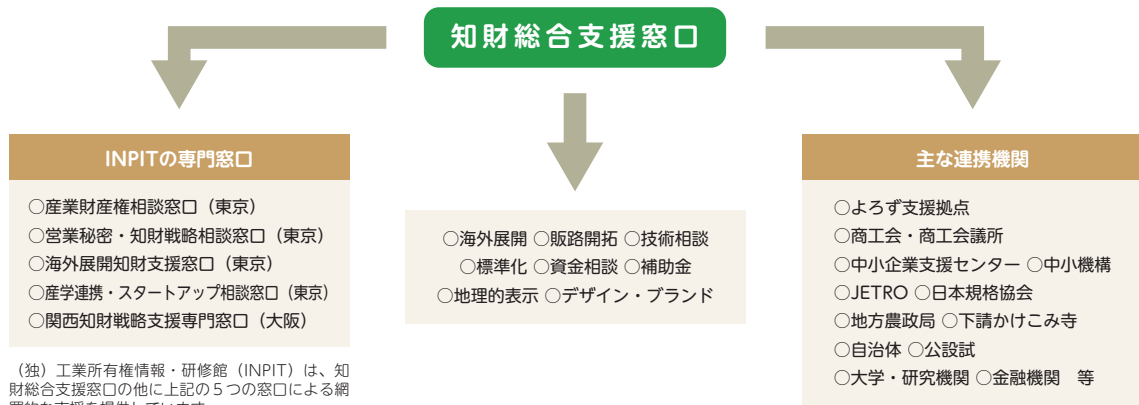 知財総合支援窓口
INPITの専門窓口
○産業財産権相談窓口（東京）
○営業秘密・知財戦略相談窓口（東京）
○海外展開知財支援窓口（東京）
○産学連携・スタートアップ相談窓口（東京）
○関西知財戦略支援専門窓口（大阪）
（独）工業所有権情報・研修館（INPIT）は、知
財総合支援窓口の他に上記の５つの窓口による網
○海外展開 ○販路開拓 ○技術相談
○標準化 ○資金相談 ○補助金
○地理的表示 ○デザイン・ブランド
主な連携機関
○よろず支援拠点
○商工会・商工会議所
○中小企業支援センター ○中小機構
○JETRO ○日本規格協会
○地方農政局 ○下請かけこみ寺
○自治体 ○公設試
○大学・研究機関 ○金融機関　等